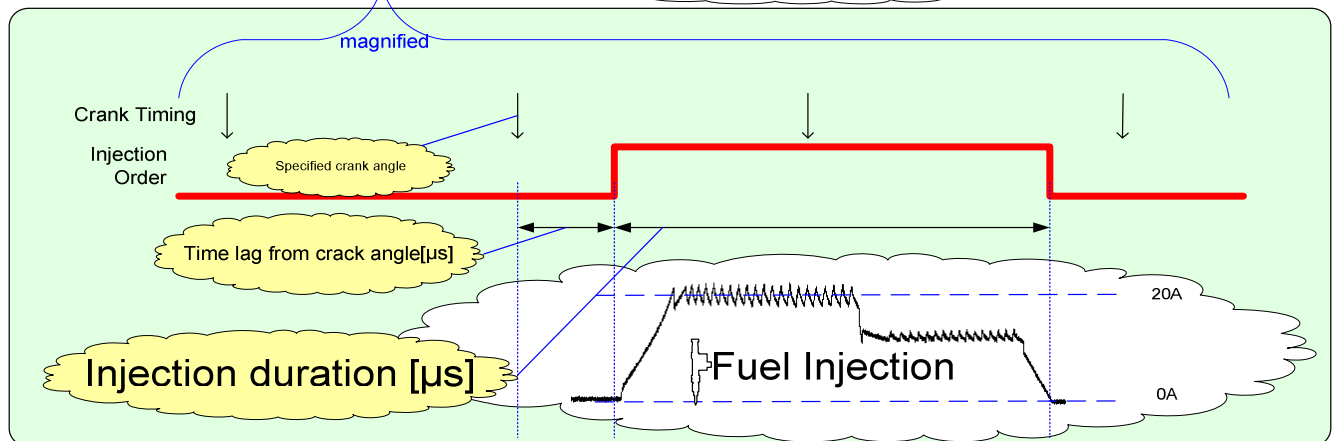 magnified
Crank Timing
Injection
Order
Specified crank angle
Time lag from crack angle[µs]
20A
Injection duration [µs]
Fuel Injection
0A